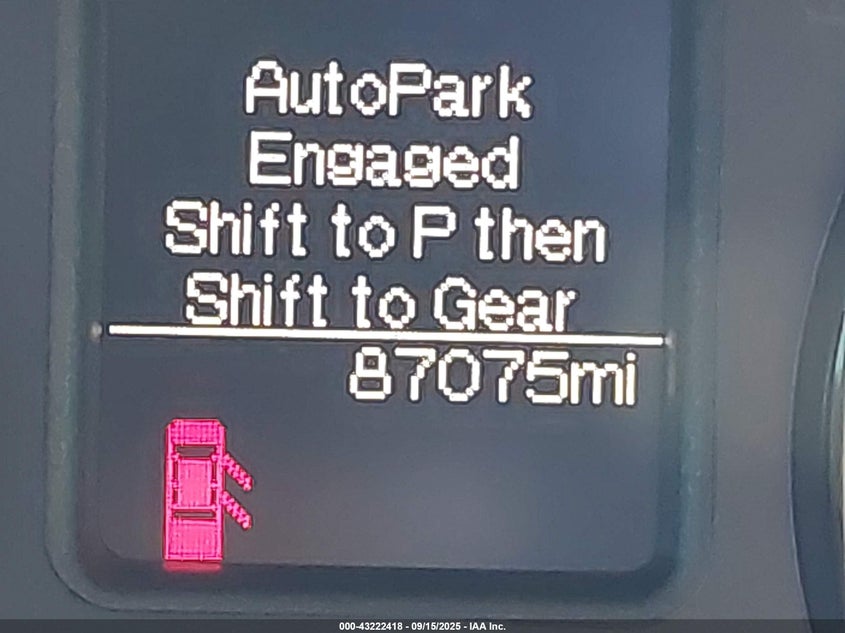 AutoPark
Engaged
Shift to P then
Shift to Gear
87075mi
000-43222418 - 09/15/2025 - IAA Inc.